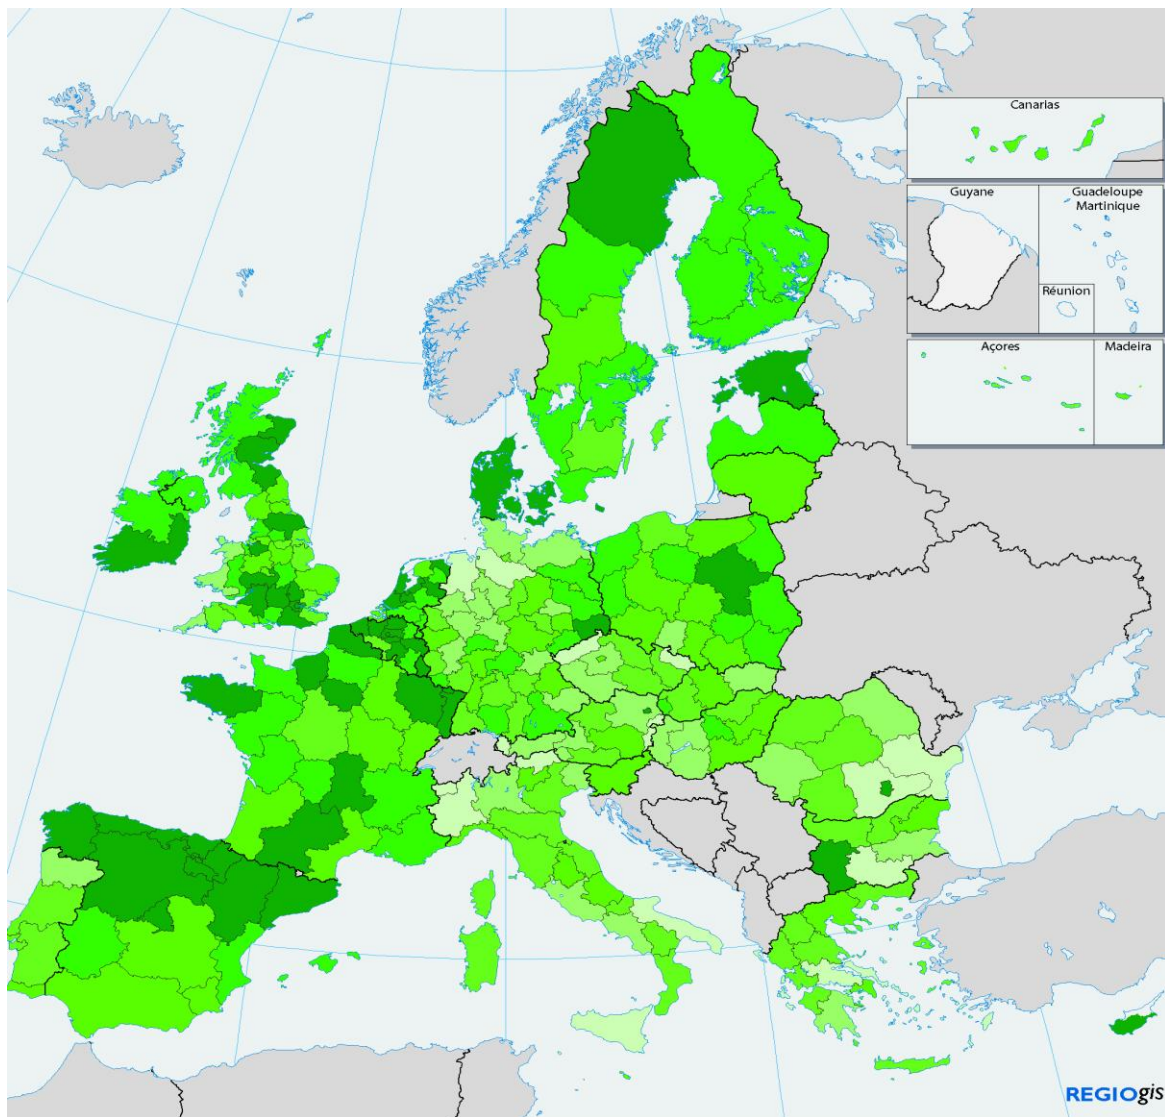 Canarias
Guyane
Guadeloupe
Martinique
Réunion
Açores
Madeira
REGIOgis